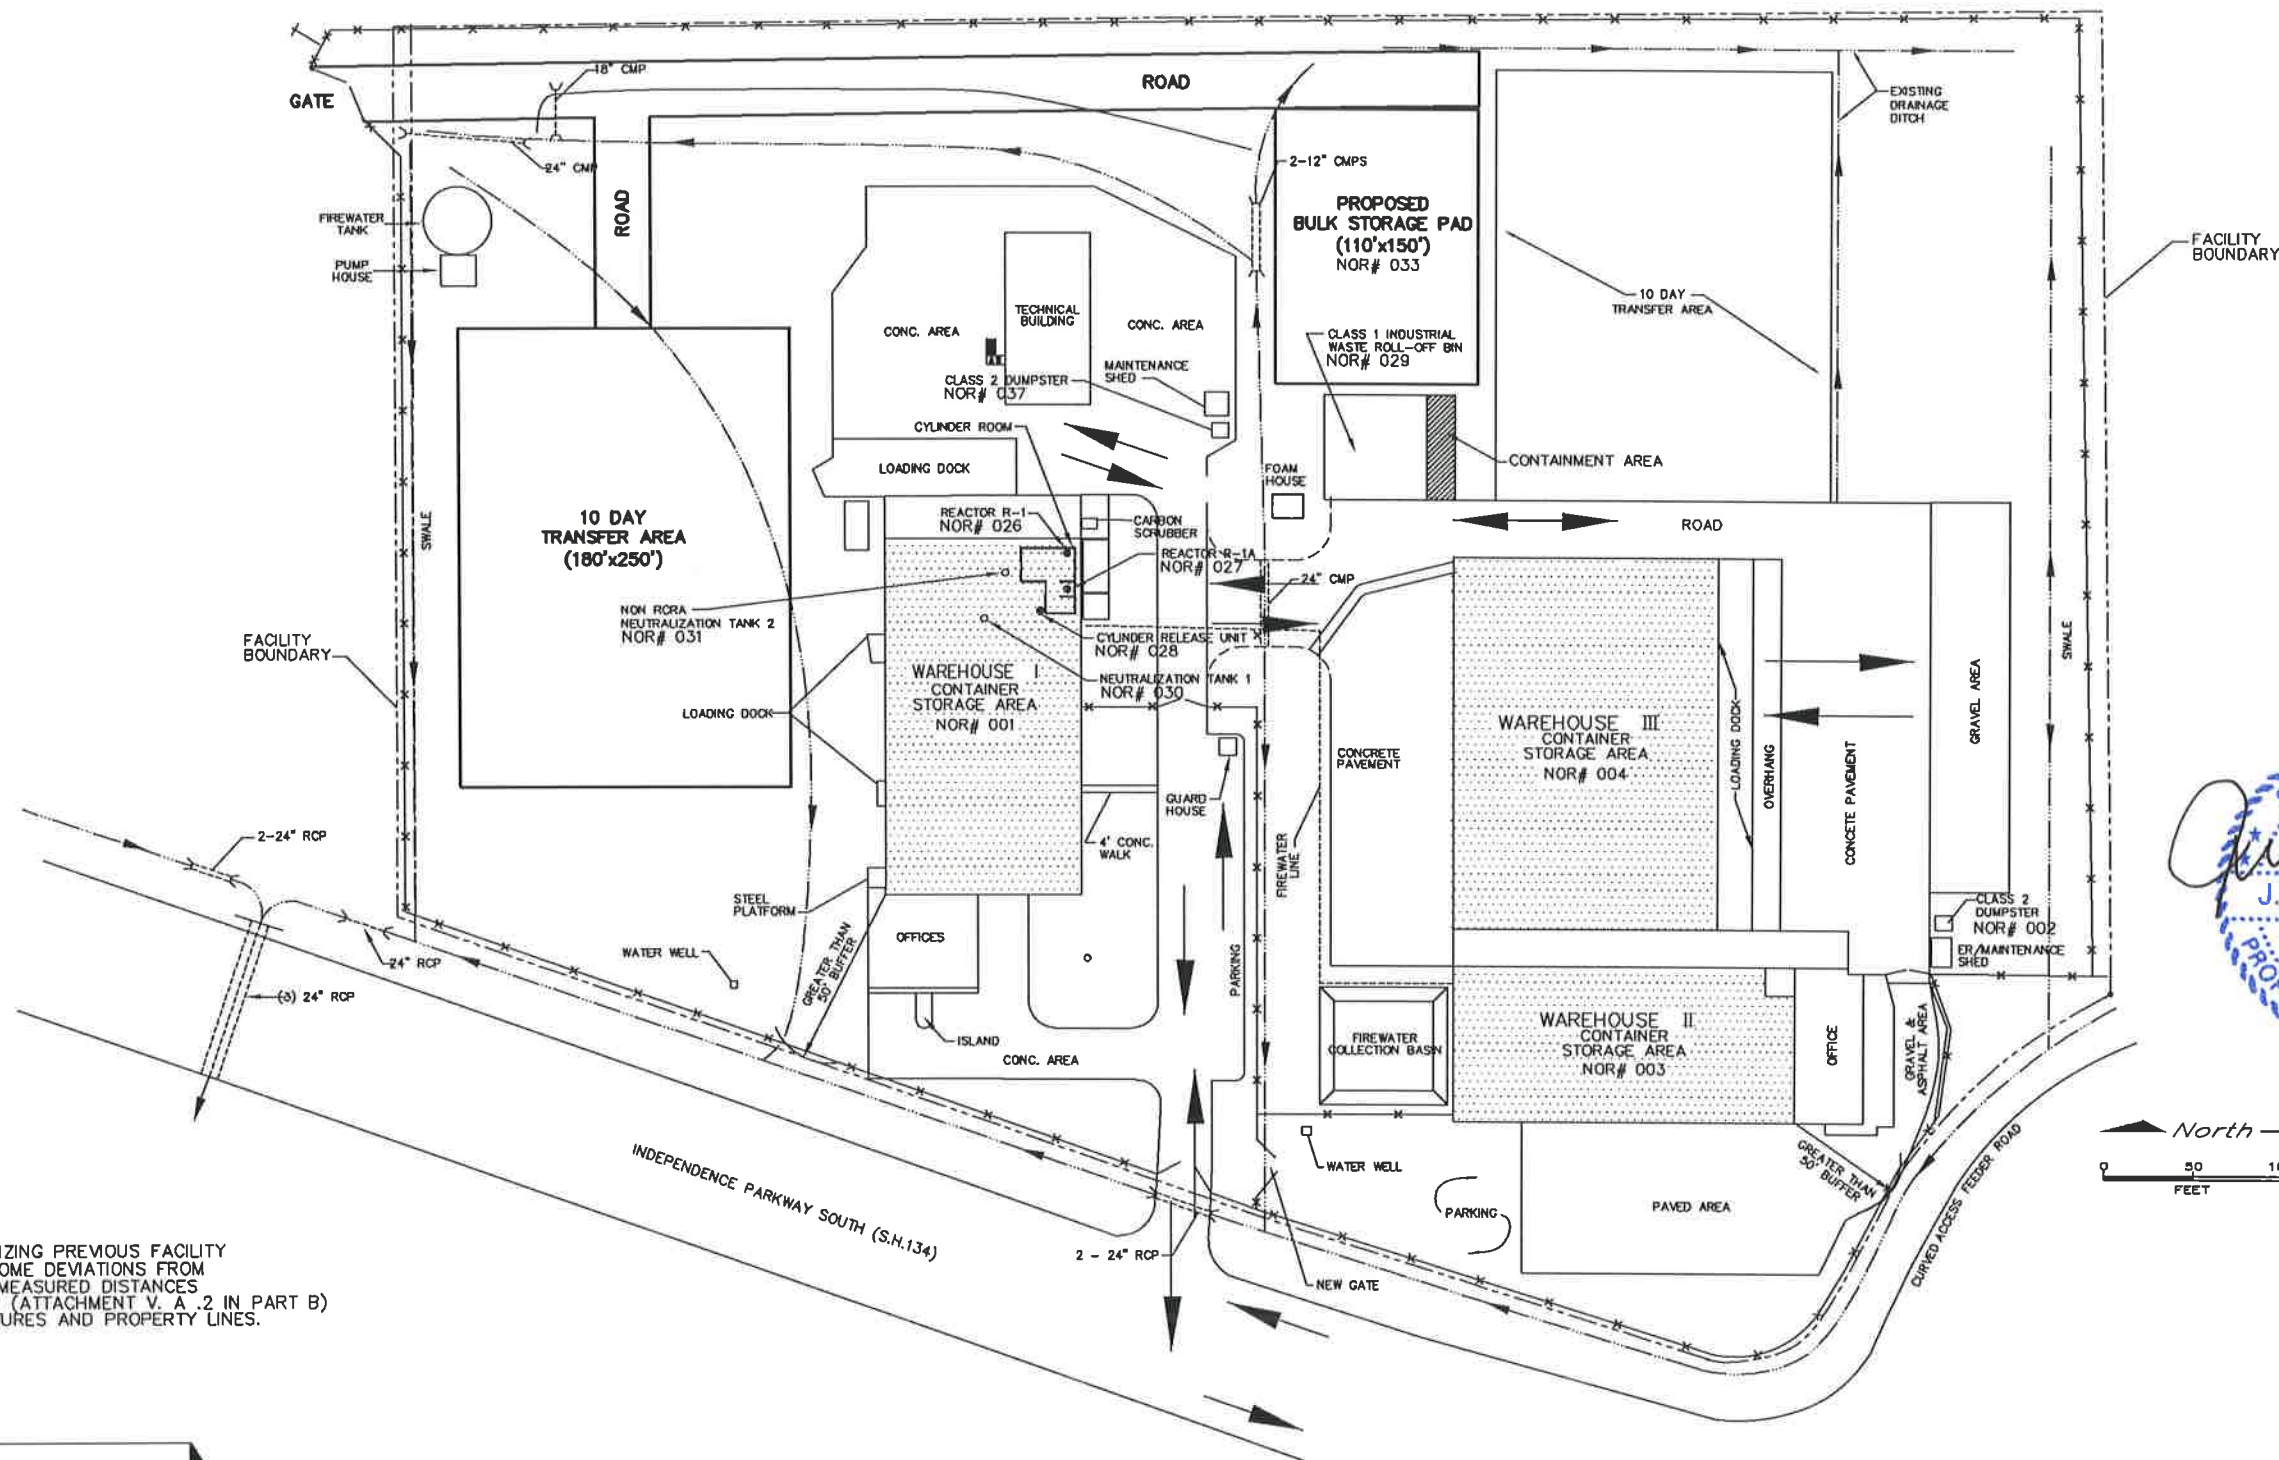 GATE
18" CMP
ROAD
24" CMP
ROAD
2-12" CMPS
EXISTING
DRAINAGE
DITCH
FIREWATER
TANK
PUMP
HOUSE
PROPOSED
BULK STORAGE PAD
(110'x150')
NOR# 033
FACILITY
BOUNDARY
10 DAY
TRANSFER AREA
TECHNICAL
BUILDING
CONC. AREA
CONC. AREA
CLASS 1 INDUSTRIAL
WASTE ROLL-OFF BIN
NOR# 029
MAINTENANCE
SHED
CLASS 2 DUMPSTER
NOR# 037
CYLINDER ROOM
LOADING DOCK
CONTAINMENT AREA
FOAM
HOUSE
SWALE
10 DAY
TRANSFER AREA
(180'x250')
REACTOR R-1
NOR# 026
CARBON
SCRUBBER
REACTOR R-1A
NOR# 027
ROAD
24" CMP
NON RCRA
NEUTRALIZATION TANK 2
NOR# 031
CYLINDER RELEASE UNIT
NOR# 028
NEUTRALIZATION TANK 1
NOR# 030
FACILITY
BOUNDARY
WAREHOUSE I
CONTAINER
STORAGE AREA
NOR# 001
LOADING DOCK
SWALE
GRAVEL AREA
WAREHOUSE III
CONTAINER
STORAGE AREA
NOR# 004
LOADING DOCK
OVERHANG
CONCETE PAVEMENT
CONCRETE
PAVEMENT
GUARD
HOUSE
4' CONC.
WALK
FIREWATER
LINE
2-24" RCP
STEEL
PLATFORM
OFFICES
GREATER THAN
50' BUFFER
WATER WELL
24" RCP
(3) 24" RCP
PARKING
ISLAND
CONC. AREA
CLASS 2
DUMPSTER
NOR# 002
ER/MAINTENANCE
SHED
J.
PRO
FIREWATER
COLLECTION BASIN
WAREHOUSE II
CONTAINER
STORAGE AREA
NOR# 003
OFFICE
GRAVEL &
ASPHALT AREA
North
0 50 10
FEET
WATER WELL
GREATER THAN
50' BUFFER
CURVED ACCESS FEEDER ROAD
PARKING
PAVED AREA
INDEPENDENCE PARKWAY SOUTH (S.H.134)
2 - 24" RCP
NEW GATE
IZING PREVIOUS FACILITY
OME DEVIATIONS FROM
MEASURED DISTANCES
(ATTACHMENT V. A .2 IN PART B)
URES AND PROPERTY LINES.